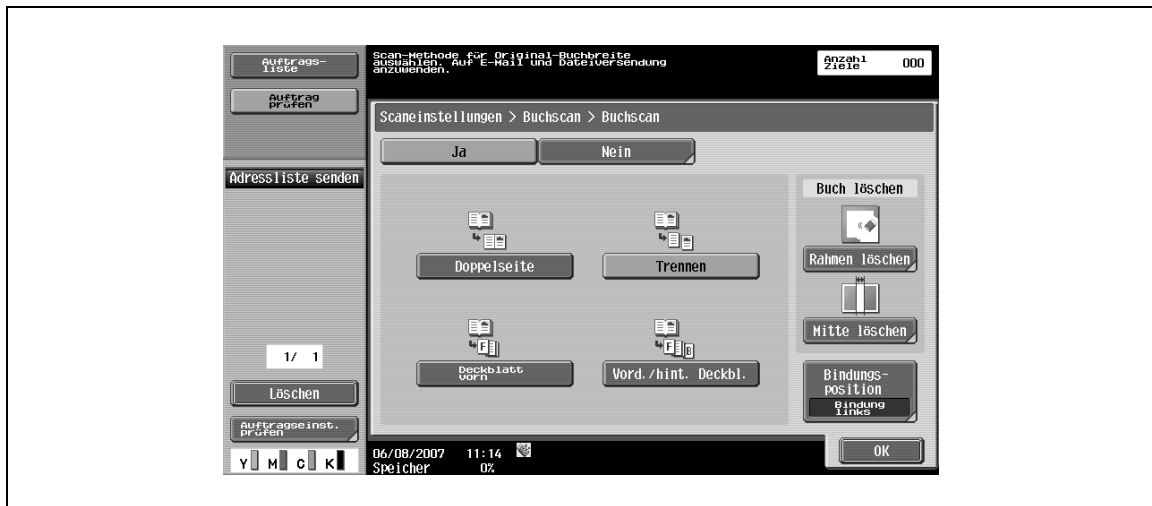 Auftrags-
liste
Auftrag
prüfen
Adressliste senden
1/ 1
Löschen
Auftragseinst.
prüfen
Y M C K
Scan-Methode für Original-Buchbreite
auswählen. Auf E-Mail und Dateiversendung
anzuwenden.
Anzahl
Ziele 000
Scaneinstellungen > Buchscan > Buchscan
Ja Nein
Doppelseite Trennen
F F B
Deckblatt
vorn
Vord./hint. Deckbl.
Buch löschen
Rahmen löschen
Mitte löschen
Bindungs-
position
Bindung
links
06/08/2007 11:14
Speicher 0%
OK